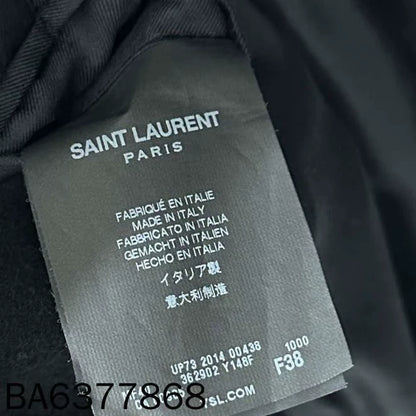 SAINT LAURENT
PARIS
FABRIQUÉ EN ITALIE
MADE IN ITALY
FABBRICATO IN ITALIA
GEMACHT IN ITALIEN
HECHO EN ITALIA
イタリア製
意大利制造
UP73 2014 00438 1000
362902 Y148F F38
BA6377868